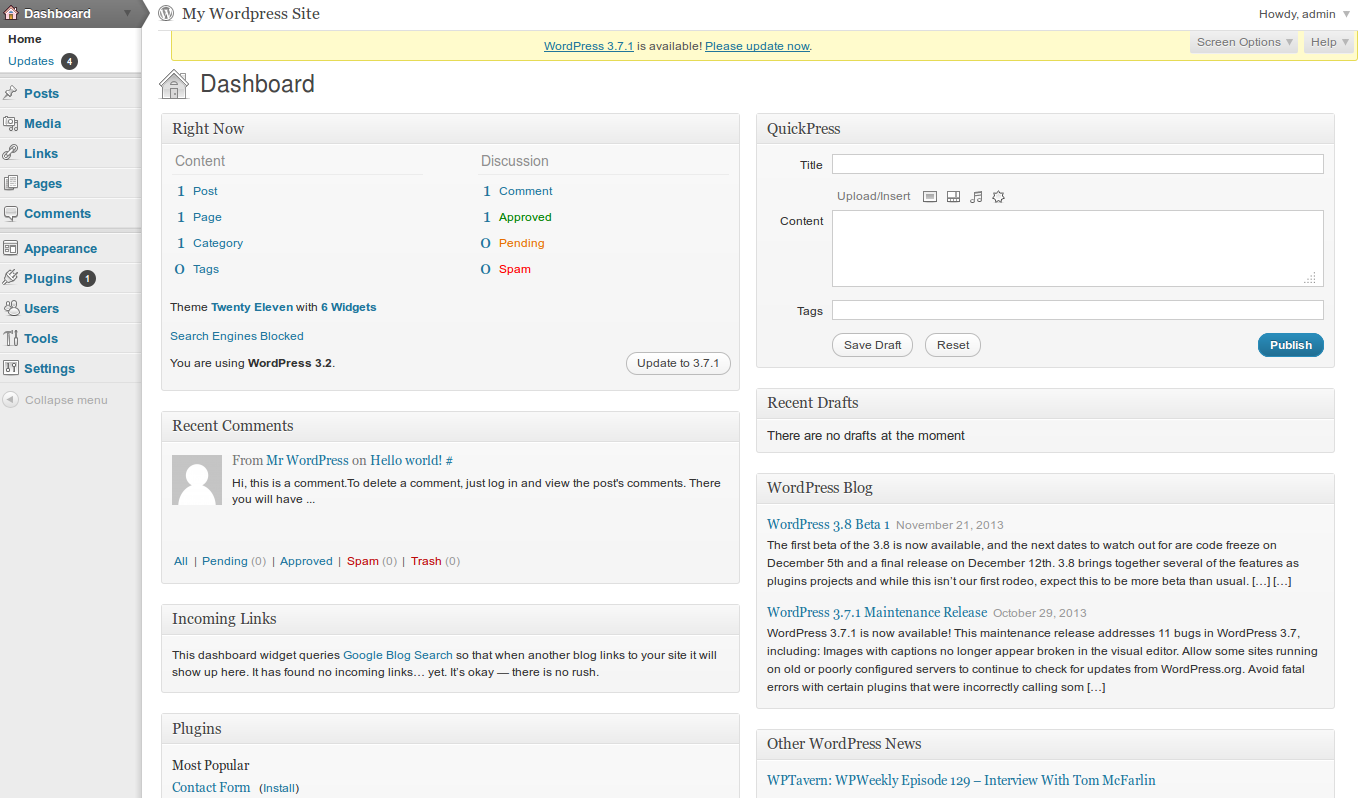 Dashboard
Home
Updates 4
Posts
Media
Links
Pages
Comments
Appearance
Plugins 1
Users
Tools
Settings
Collapse menu
My Wordpress Site
Howdy, admin
WordPress 3.7.1 is available! Please update now.
Screen Options
Help
Dashboard
Right Now
Content
1 Post
1 Page
1 Category
0 Tags
Discussion
1 Comment
1 Approved
0 Pending
0 Spam
Theme Twenty Eleven with 6 Widgets
Search Engines Blocked
You are using WordPress 3.2.
Update to 3.7.1
Recent Comments
From Mr WordPress on Hello world! #
Hi, this is a comment.To delete a comment, just log in and view the post's comments. There
you will have ...
All | Pending (0) | Approved | Spam (0) | Trash (0)
Incoming Links
This dashboard widget queries Google Blog Search so that when another blog links to your site it will
show up here. It has found no incoming links… yet. It's okay — there is no rush.
Plugins
Most Popular
Contact Form (Install)
QuickPress
Title
Upload/Insert
Content
Tags
Save Draft
Reset
Publish
Recent Drafts
There are no drafts at the moment
WordPress Blog
WordPress 3.8 Beta 1 November 21, 2013
The first beta of the 3.8 is now available, and the next dates to watch out for are code freeze on
December 5th and a final release on December 12th. 3.8 brings together several of the features as
plugins projects and while this isn't our first rodeo, expect this to be more beta than usual. […] […]
WordPress 3.7.1 Maintenance Release October 29, 2013
WordPress 3.7.1 is now available! This maintenance release addresses 11 bugs in WordPress 3.7,
including: Images with captions no longer appear broken in the visual editor. Allow some sites running
on old or poorly configured servers to continue to check for updates from WordPress.org. Avoid fatal
errors with certain plugins that were incorrectly calling som […]
Other WordPress News
WPTavern: WPWeekly Episode 129 – Interview With Tom McFarlin